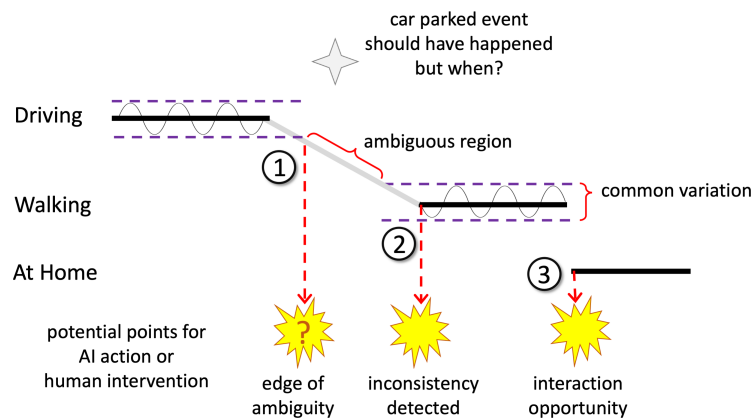 car parked event
should have happened
but when?
Driving
ambiguous region
1
common variation
Walking
2
At Home
3
?
potential points for
AI action or
human intervention
edge of
ambiguity
inconsistency
detected
interaction
opportunity